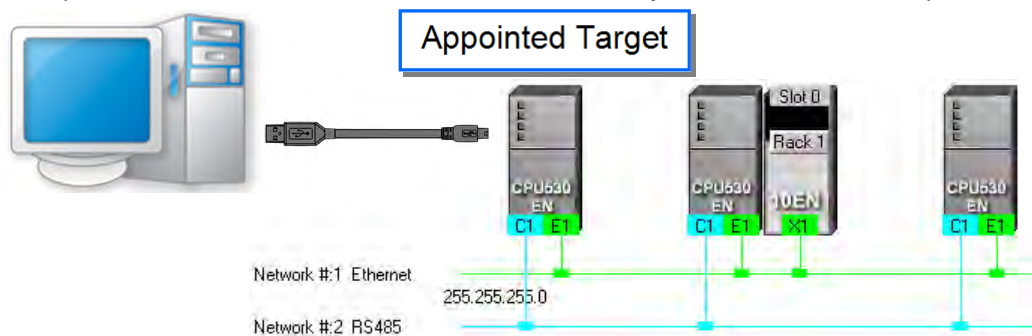 Appointed Target
Slot 0
Rack 1
CPU530
EN
C1 E1
CPU530
EN
C1 E1
10EN
X1
CPU530
EN
C1 E1
Network #:1 Ethernet
255.255.255.0
Network #:2 RS485